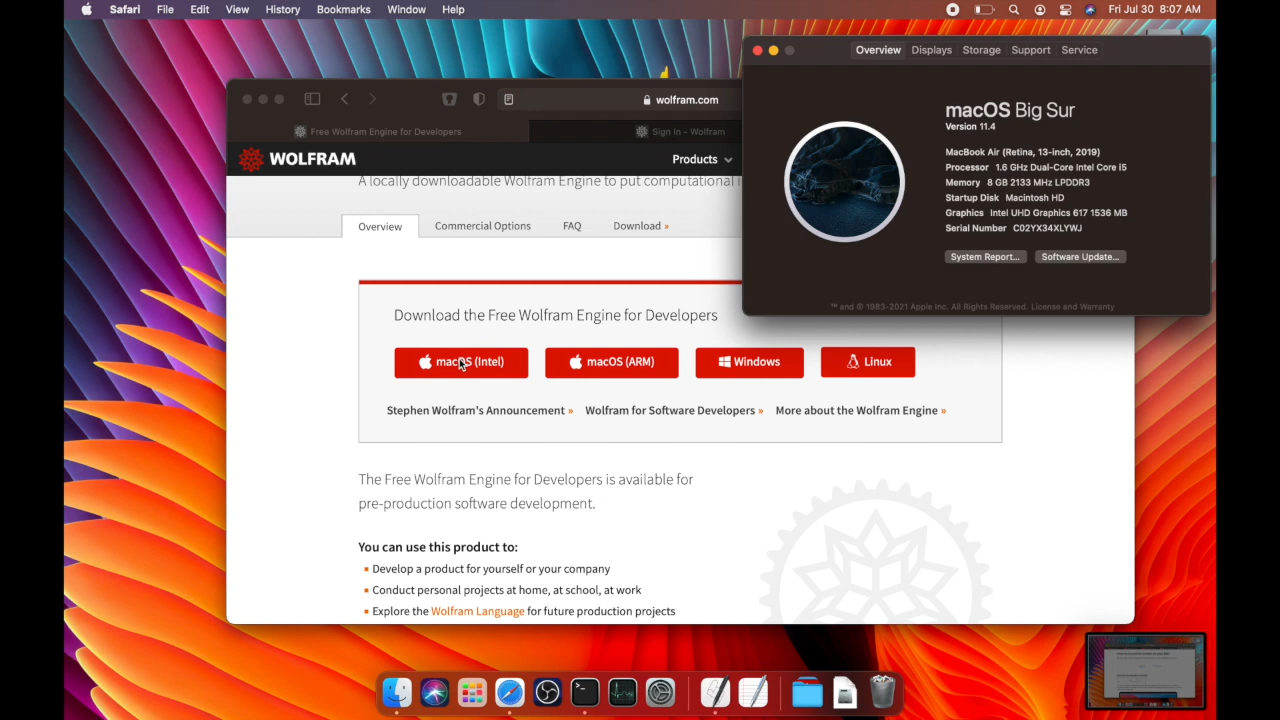 Safari File Edit View History Bookmarks Window Help Fri Jul 30 8:07 AM
Overview Displays Storage Support Service
macOS Big Sur
Version 11.4
MacBook Air (Retina, 13-inch, 2019)
Processor 1.6 GHz Dual-Core Intel Core i5
Memory 8 GB 2133 MHz LPDDR3
Startup Disk Macintosh HD
Graphics Intel UHD Graphics 617 1536 MB
Serial Number C02YX34XLYWJ
System Report... Software Update...
™ and © 1983-2021 Apple Inc. All Rights Reserved. License and Warranty
wolfram.com
Free Wolfram Engine for Developers Sign In - Wolfram
WOLFRAM Products
A locally downloadable Wolfram Engine to put computational
Overview Commercial Options FAQ Download »
Download the Free Wolfram Engine for Developers
macOS (Intel) macOS (ARM) Windows Linux
Stephen Wolfram's Announcement » Wolfram for Software Developers » More about the Wolfram Engine »
The Free Wolfram Engine for Developers is available for
pre-production software development.
You can use this product to:
Develop a product for yourself or your company
Conduct personal projects at home, at school, at work
Explore the Wolfram Language for future production projects